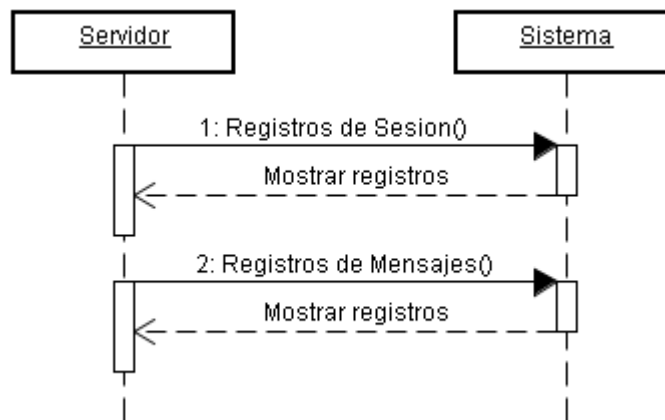 Servidor
Sistema
1: Registros de Sesion()
Mostrar registros
2: Registros de Mensajes()
Mostrar registros